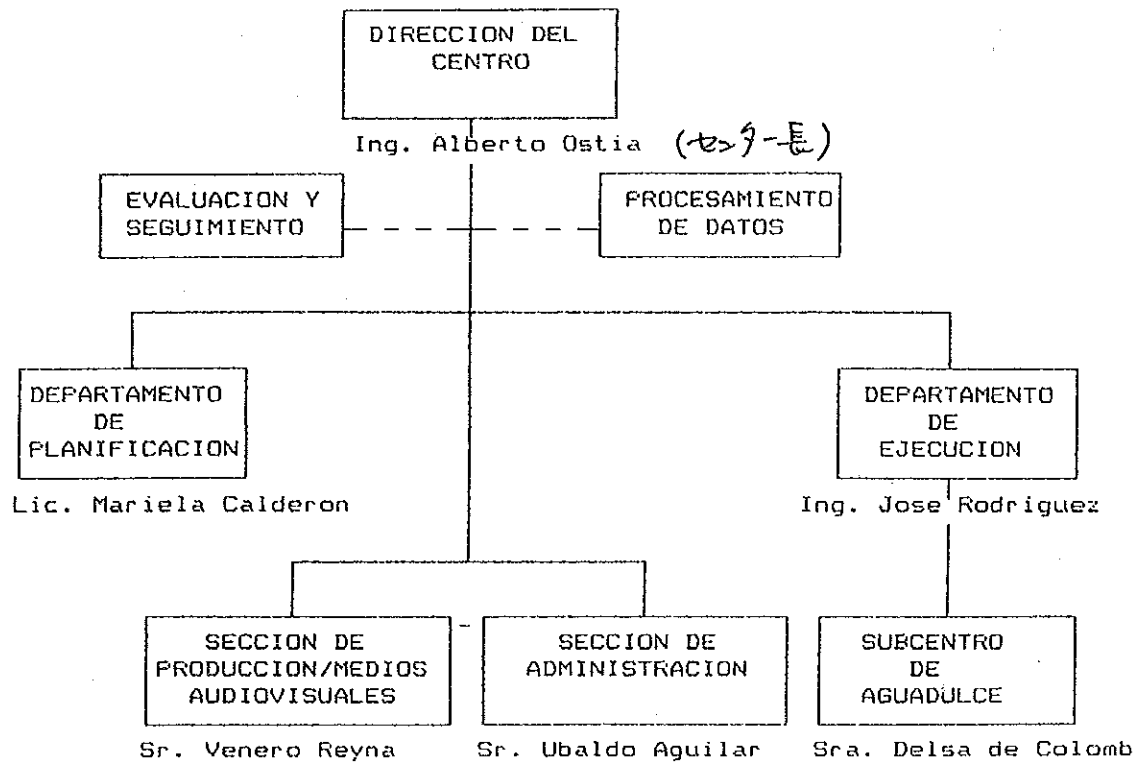 DIRECCION DEL
CENTRO
Ing. Alberto Ostia (センター長)
EVALUACION Y
SEGUIMIENTO
PROCESAMIENTO
DE DATOS
DEPARTAMENTO
DE
PLANIFICACION
Lic. Mariela Calderon
DEPARTAMENTO
DE
EJECUCION
Ing. Jose Rodriguez
SECCION DE
PRODUCCION/MEDIOS
AUDIOVISUALES
Sr. Venero Reyna
SECCION DE
ADMINISTRACION
Sr. Ubaldo Aguilar
SUBCENTRO
DE
AGUADULCE
Sra. Delsa de Colomb